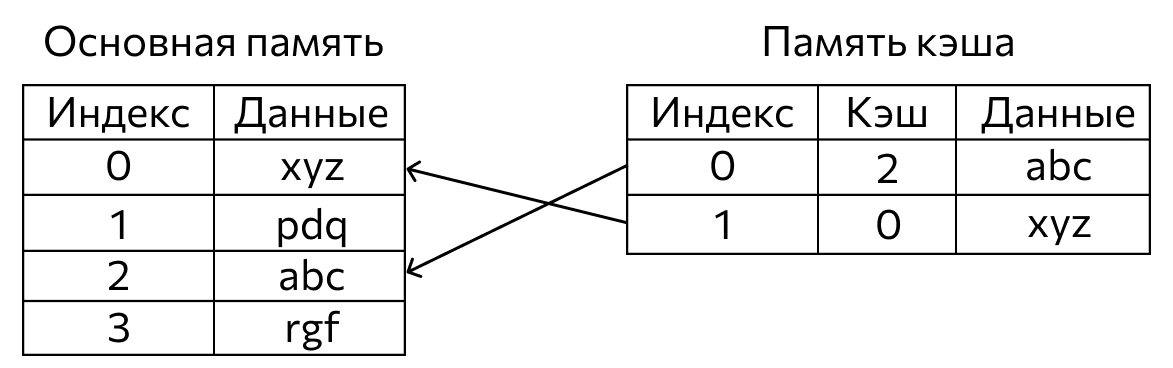 Основная память
Индекс Данные
0 xyz
1 pdq
2 abc
3 rgf
Память кэша
Индекс Кэш Данные
0 2 abc
1 0 xyz